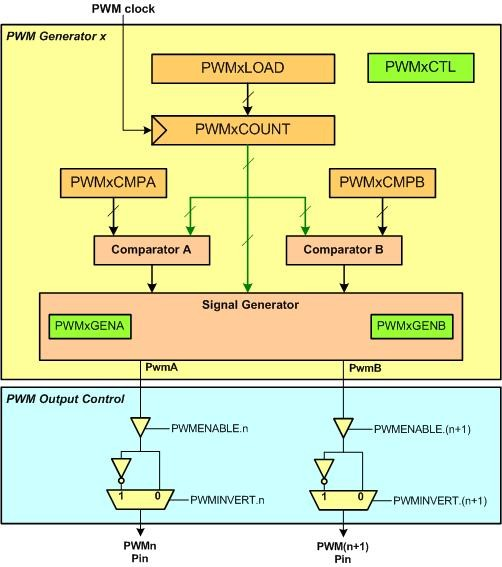 PWM clock
PWM Generator x
PWMxLOAD
PWMxCTL
PWMxCOUNT
PWMxCMPA
PWMxCMPB
Comparator A
Comparator B
Signal Generator
PWMxGENA
PWMxGENB
PwmA
PwmB
PWM Output Control
PWMENABLE.n
PWMENABLE.(n+1)
1 0
PWMINVERT.n
1 0
PWMINVERT.(n+1)
PWMn
Pin
PWM(n+1)
Pin